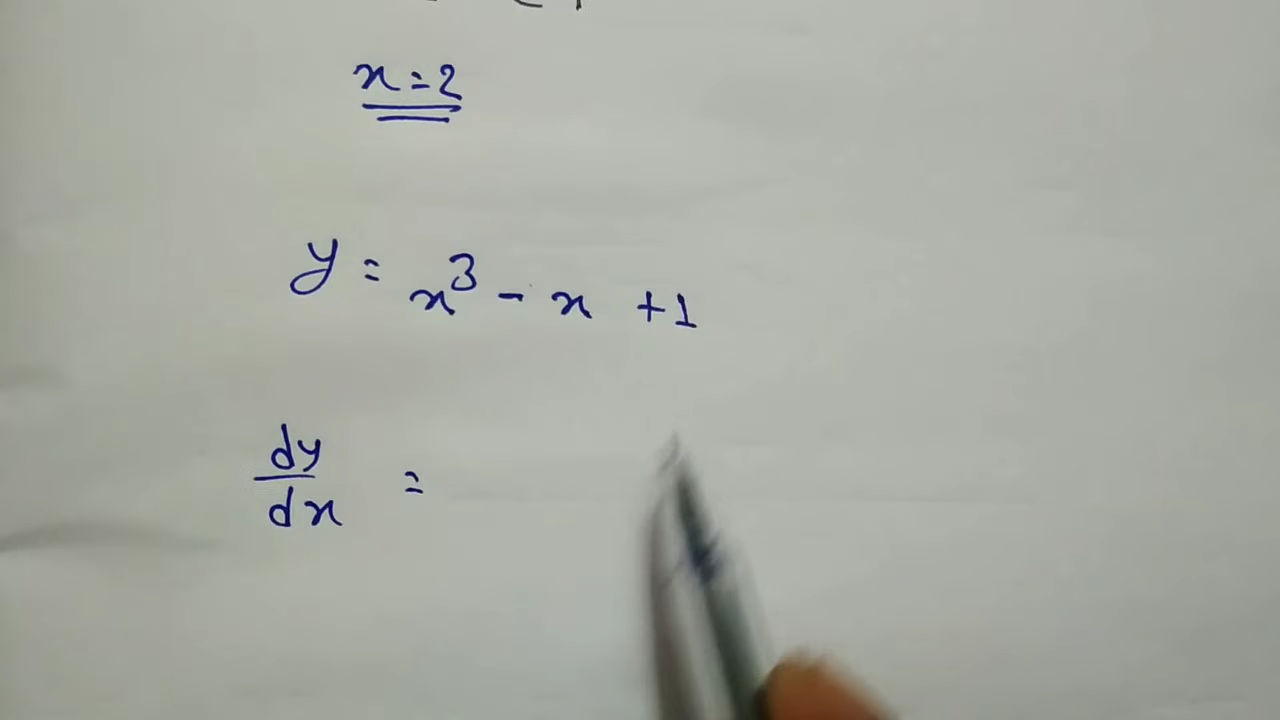 x = 2
y = x³ - x + 1
dy/dx =